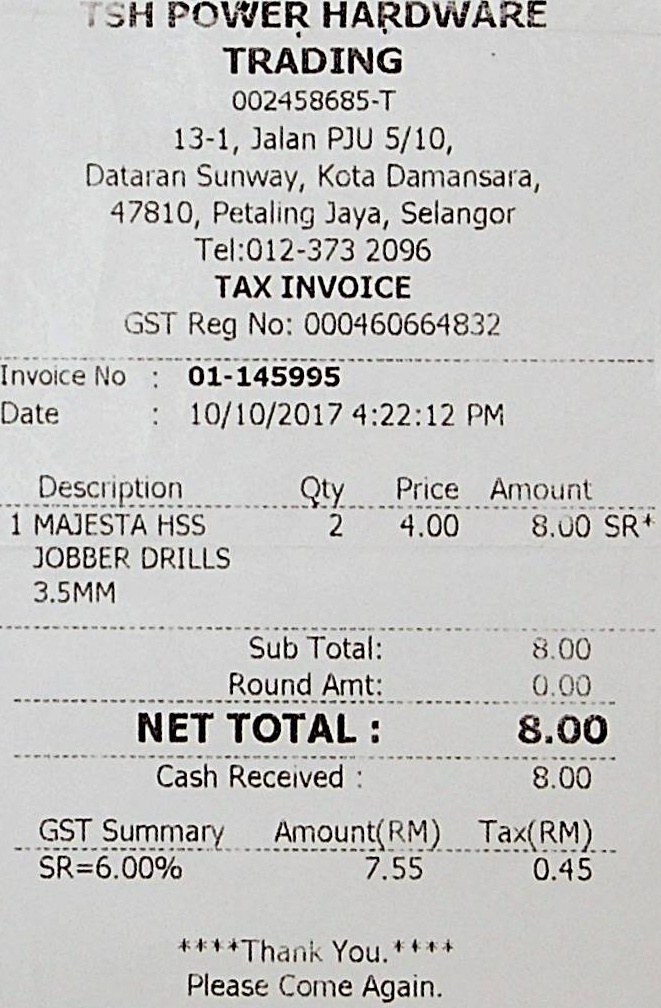 TSH POWER HARDWARE
TRADING
002458685-T
13-1, Jalan PJU 5/10,
Dataran Sunway, Kota Damansara,
47810, Petaling Jaya, Selangor
Tel:012-373 2096
TAX INVOICE
GST Reg No: 000460664832
Invoice No : 01-145995
Date : 10/10/2017 4:22:12 PM
Description Qty Price Amount
1 MAJESTA HSS 2 4.00 8.00 SR*
JOBBER DRILLS
3.5MM
Sub Total: 8.00
Round Amt: 0.00
NET TOTAL : 8.00
Cash Received : 8.00
GST Summary Amount(RM) Tax(RM)
SR=6.00% 7.55 0.45
****Thank You.****
Please Come Again.